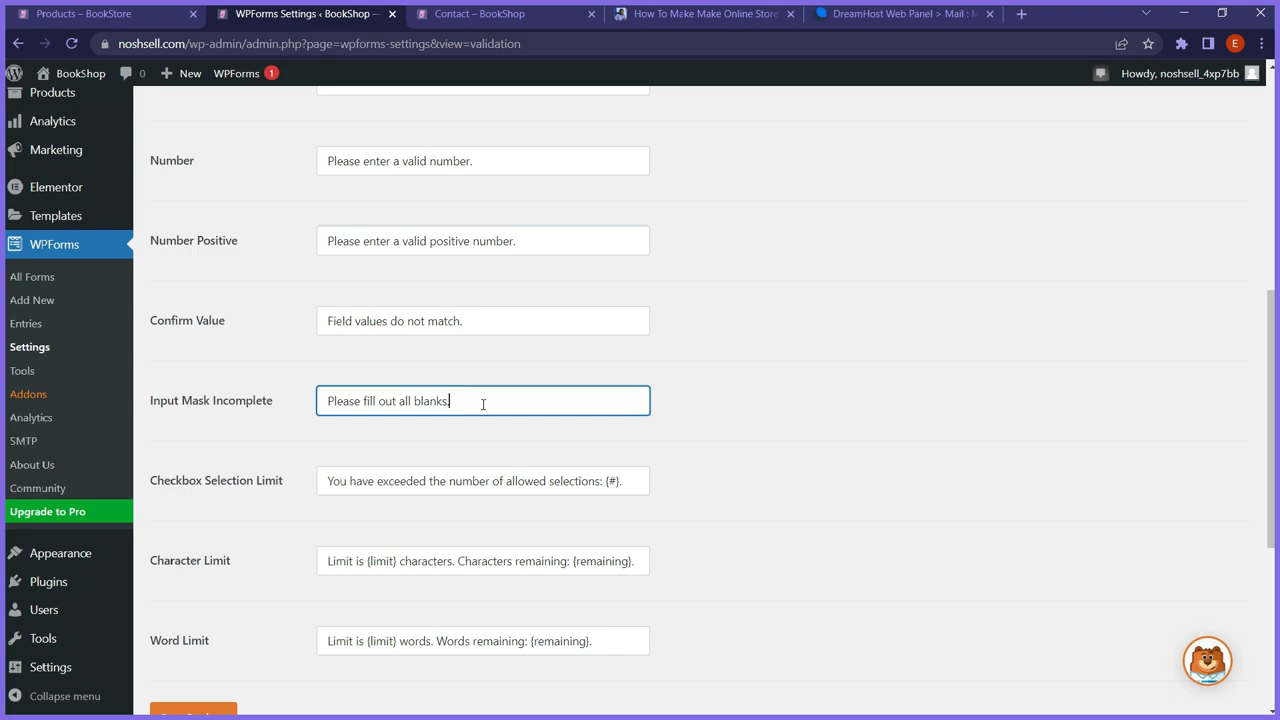 Products – BookStore
WPForms Settings ‹ BookShop —
Contact – BookShop
How To Make Make Online Store
DreamHost Web Panel > Mail : M
noshsell.com/wp-admin/admin.php?page=wpforms-settings&view=validation
E
BookShop
0
New
WPForms
1
Howdy, noshsell_4xp7bb
Products
Analytics
Marketing
Elementor
Templates
WPForms
All Forms
Add New
Entries
Settings
Tools
Addons
Analytics
SMTP
About Us
Community
Upgrade to Pro
Appearance
Plugins
Users
Tools
Settings
Collapse menu
Number
Please enter a valid number.
Number Positive
Please enter a valid positive number.
Confirm Value
Field values do not match.
Input Mask Incomplete
Please fill out all blanks.
Checkbox Selection Limit
You have exceeded the number of allowed selections: {#}.
Character Limit
Limit is {limit} characters. Characters remaining: {remaining}.
Word Limit
Limit is {limit} words. Words remaining: {remaining}.